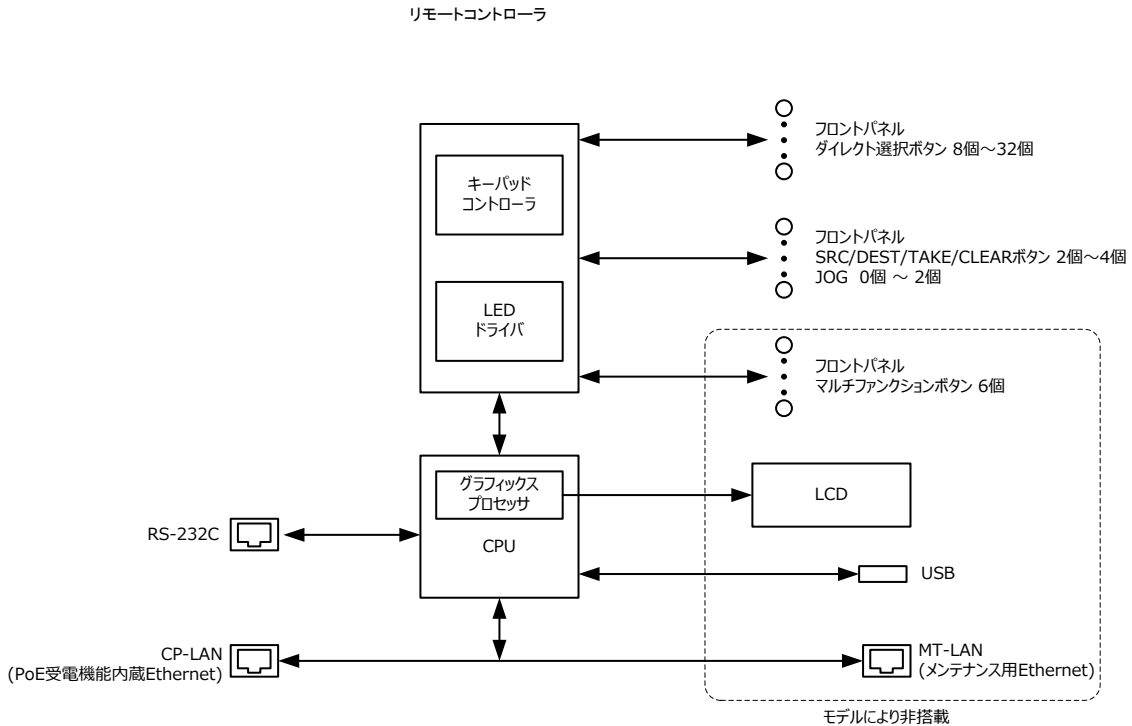 リモートコントローラ
フロントパネル
ダイレクト選択ボタン 8個～32個
キーパッド
コントローラ
フロントパネル
SRC/DEST/TAKE/CLEARボタン 2個～4個
JOG 0個 ～ 2個
LED
ドライバ
フロントパネル
マルチファンクションボタン 6個
グラフィックス
プロセッサ
CPU
LCD
RS-232C
USB
CP-LAN
(PoE受電機能内蔵Ethernet)
MT-LAN
(メンテナンス用Ethernet)
モデルにより非搭載